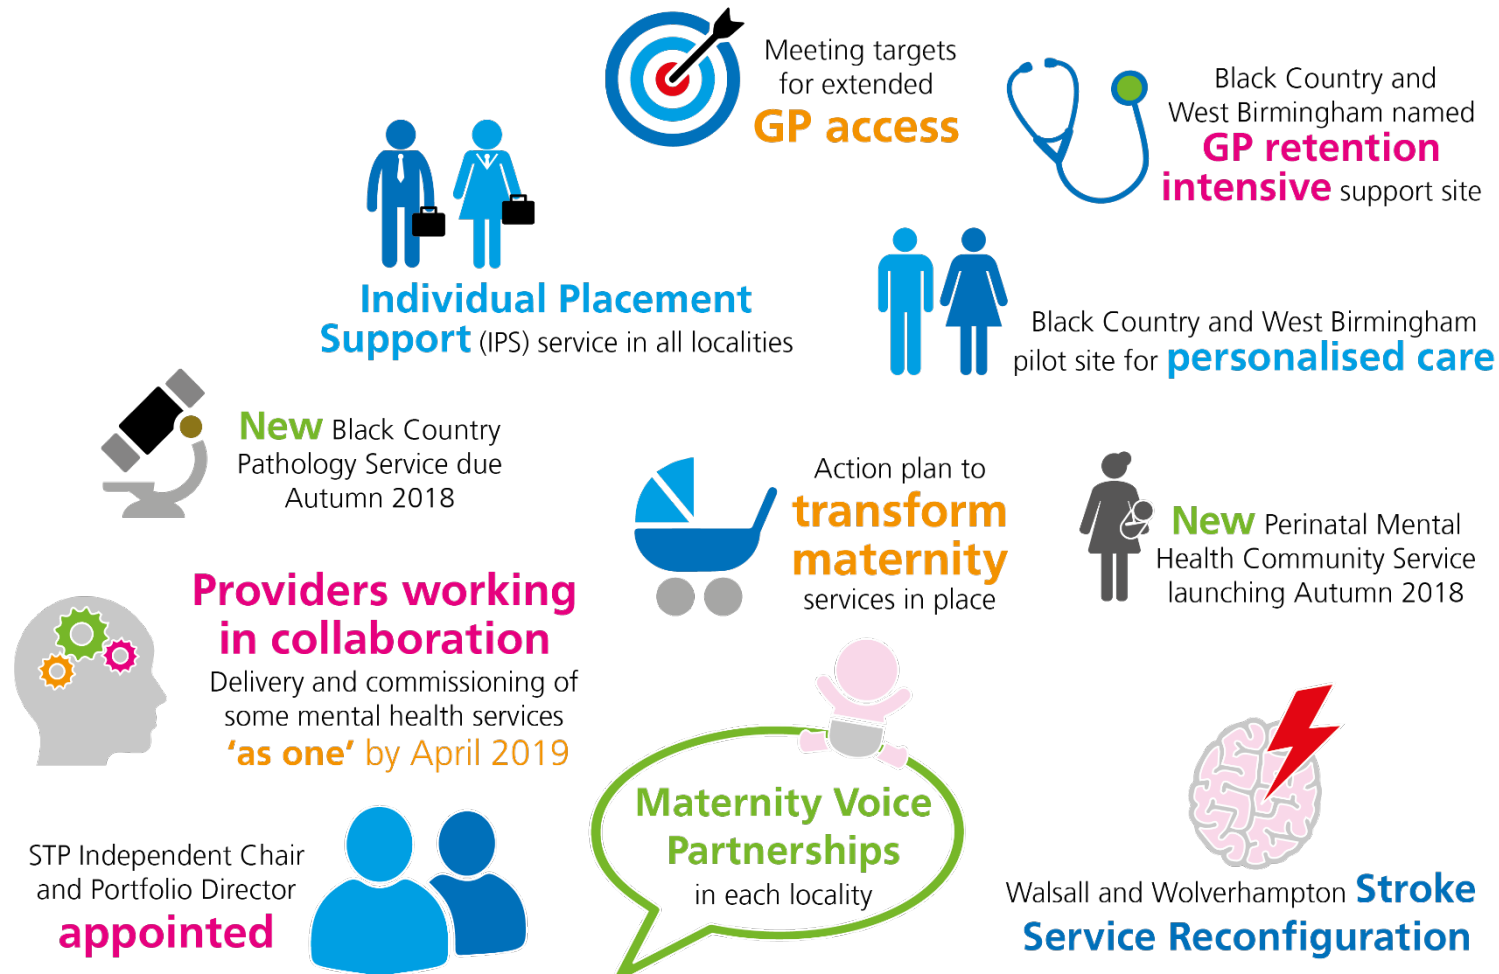 Meeting targets
for extended
GP access
Black Country and
West Birmingham named
GP retention
intensive support site
Individual Placement
Support (IPS) service in all localities
Black Country and West Birmingham
pilot site for personalised care
New Black Country
Pathology Service due
Autumn 2018
Action plan to
transform
maternity
services in place
New Perinatal Mental
Health Community Service
launching Autumn 2018
Providers working
in collaboration
Delivery and commissioning of
some mental health services
‘as one’ by April 2019
Maternity Voice
Partnerships
in each locality
STP Independent Chair
and Portfolio Director
appointed
Walsall and Wolverhampton Stroke
Service Reconfiguration